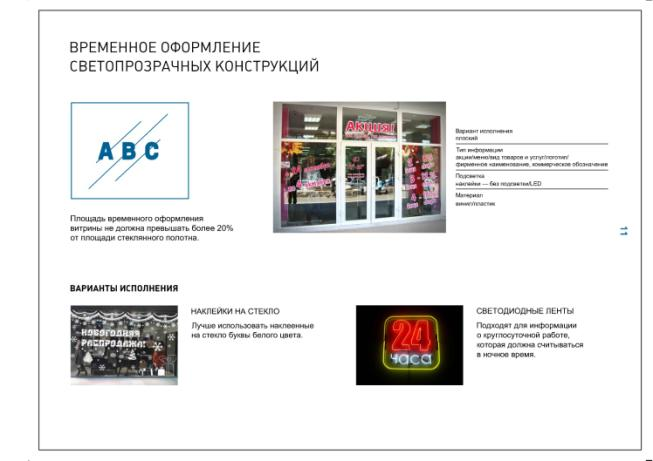 ВРЕМЕННОЕ ОФОРМЛЕНИЕ
СВЕТОПРОЗРАЧНЫХ КОНСТРУКЦИЙ
АВС
Площадь временного оформления
витрины не должна превышать более 20%
от площади стеклянного полотна.
АКЦИЯ!
Вариант исполнения
плоский
Тип информации
акции/меню/вид товаров и услуг/логотип/
фирменное наименование, коммерческое обозначение
Подсветка
наклейки — без подсветки/LED
Материал
винил/пластик
11
ВАРИАНТЫ ИСПОЛНЕНИЯ
НОВОГОДНЯЯ
РАСПРОДАЖА!
НАКЛЕЙКИ НА СТЕКЛО
Лучше использовать наклеенные
на стекло буквы белого цвета.
24
часа
СВЕТОДИОДНЫЕ ЛЕНТЫ
Подходят для информации
о круглосуточной работе,
которая должна считываться
в ночное время.